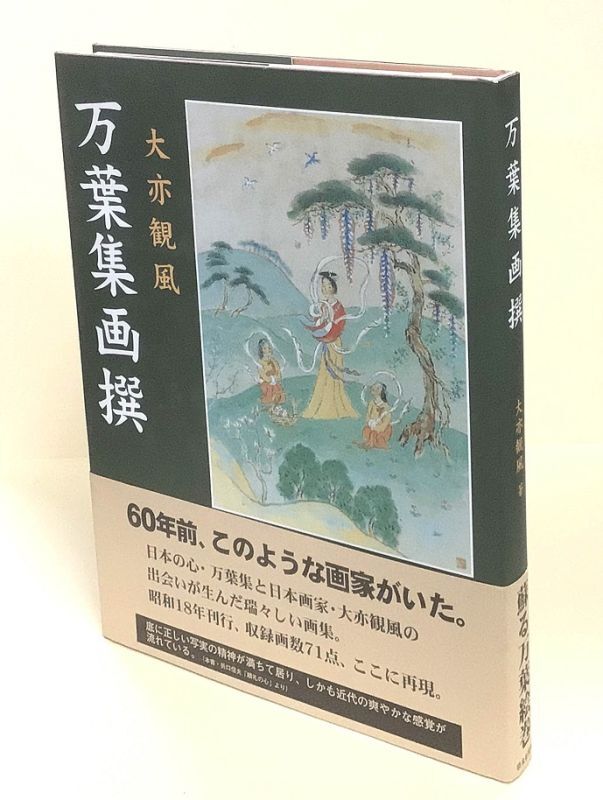 万葉集画撰
大亦観風
60年前、このような画家がいた。
日本の心・万葉集と日本画家・大亦観風の
出会いが生んだ瑞々しい画集。
昭和18年刊行、収録画数71点、ここに再現。
底に正しい写実の精神が満ちて居り、しかも近代の爽やかな感覚が
流れている。
万葉集画撰
大亦観風 著
蘇る万葉絵巻